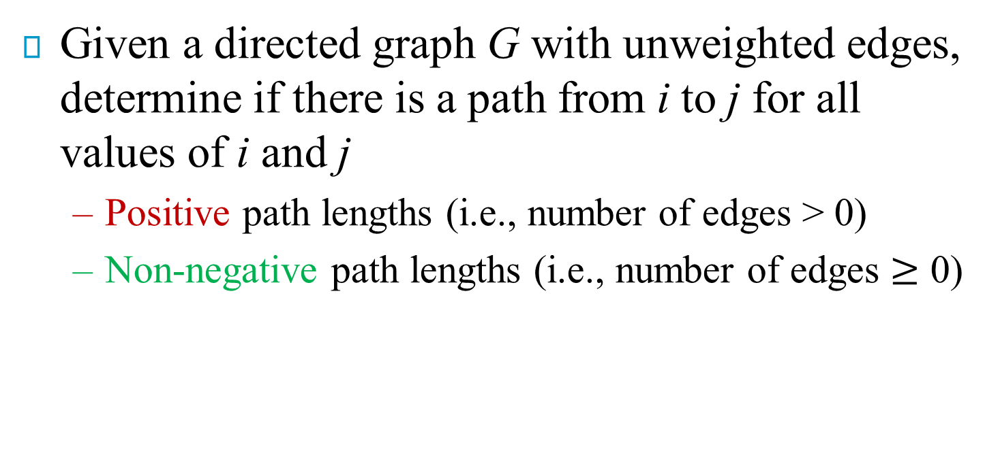 Given a directed graph G with unweighted edges,
determine if there is a path from i to j for all
values of i and j
– Positive path lengths (i.e., number of edges > 0)
– Non-negative path lengths (i.e., number of edges ≥ 0)